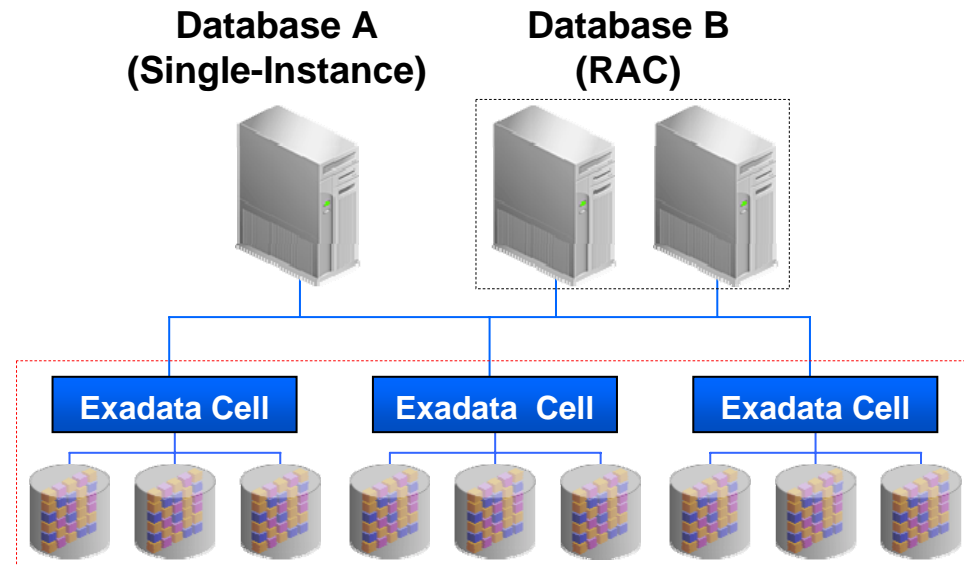 Database A
(Single-Instance)
Database B
(RAC)
Exadata Cell
Exadata Cell
Exadata Cell